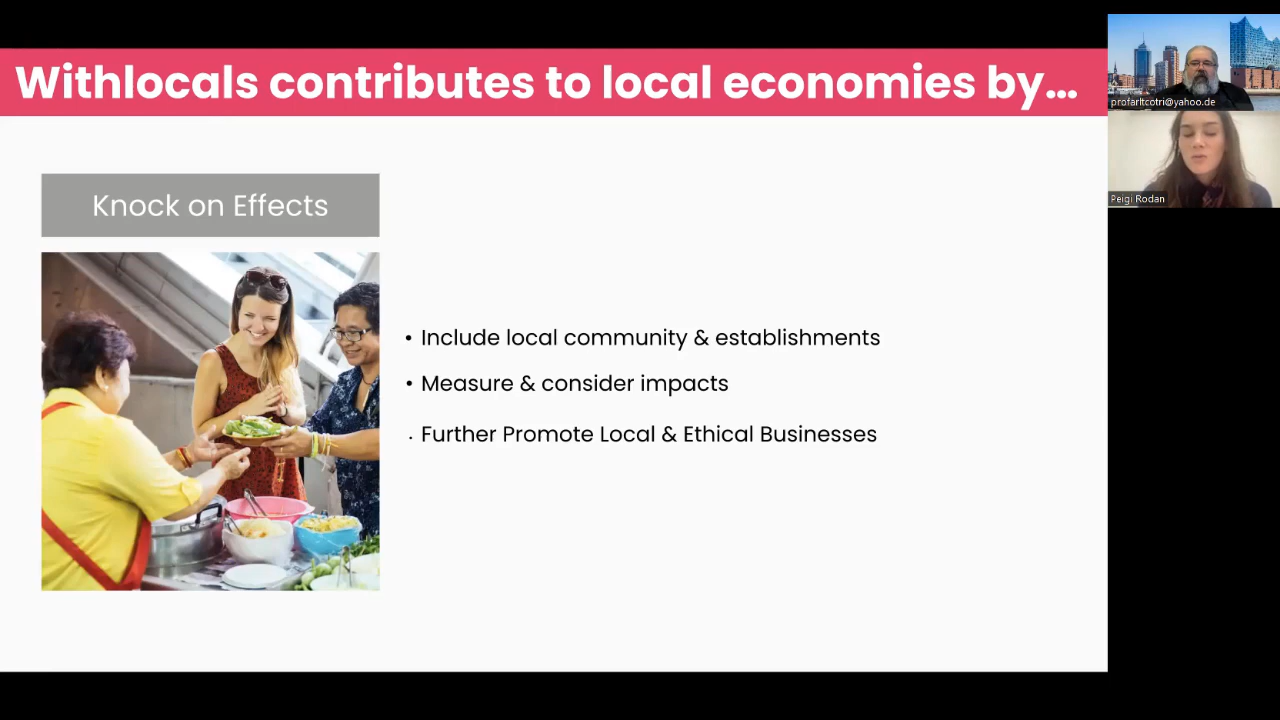 Withlocals contributes to local economies by...
Knock on Effects
• Include local community & establishments
• Measure & consider impacts
· Further Promote Local & Ethical Businesses
profarltcotri@yahoo.de
Peigi Rodan